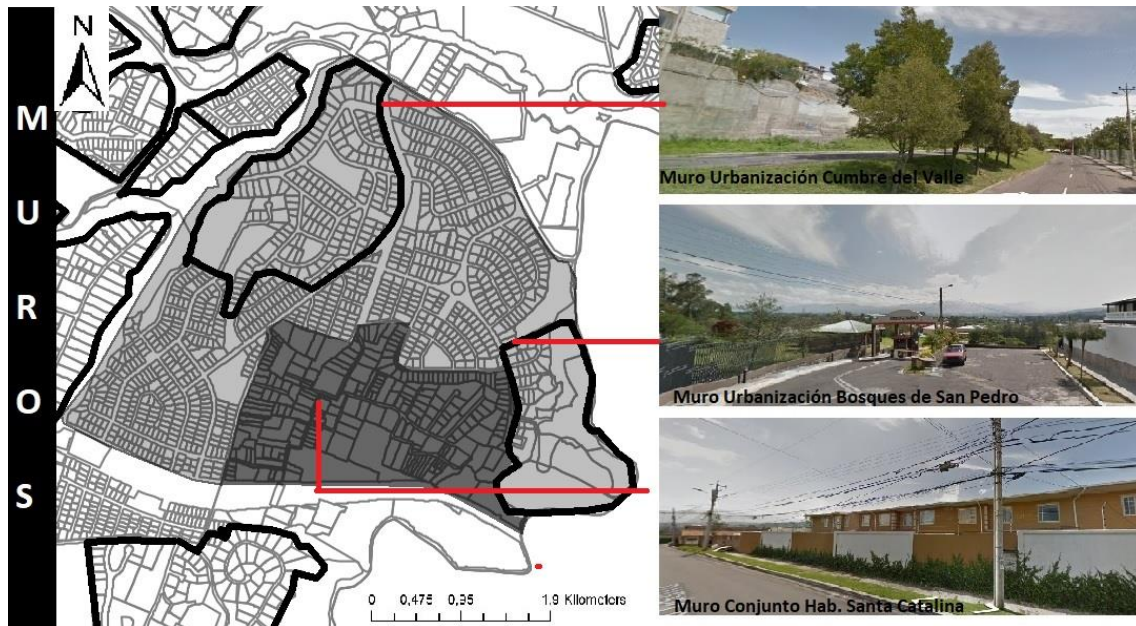 MUROS
N
0 0,475 0,95 1.9 Kilometers
Muro Urbanización Cumbre del Valle
Muro Urbanización Bosques de San Pedro
Muro Conjunto Hab. Santa Catalina